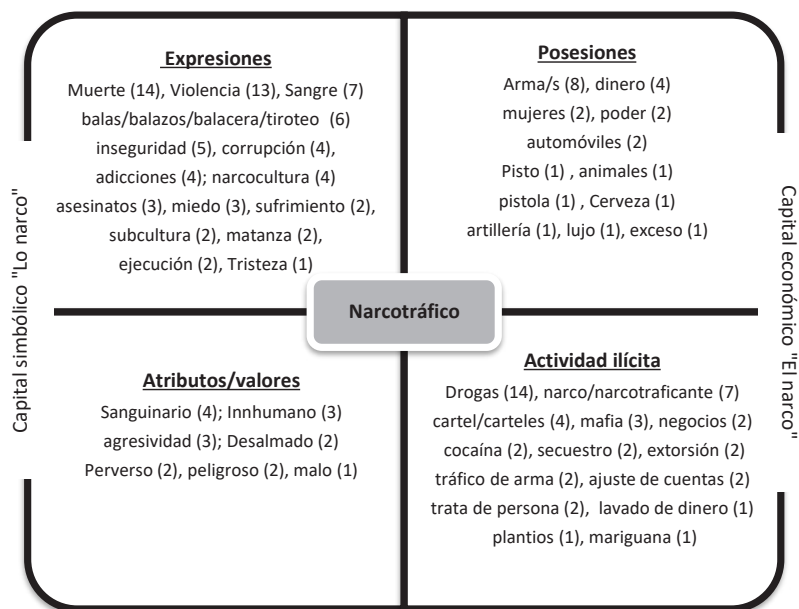 Expresiones
Muerte (14), Violencia (13), Sangre (7)
balas/balazos/balacera/tiroteo (6)
inseguridad (5), corrupción (4),
adicciones (4); narcocultura (4)
asesinatos (3), miedo (3), sufrimiento (2),
subcultura (2), matanza (2),
ejecución (2), Tristeza (1)
Posesiones
Arma/s (8), dinero (4)
mujeres (2), poder (2)
automóviles (2)
Pisto (1) , animales (1)
pistola (1) , Cerveza (1)
artillería (1), lujo (1), exceso (1)
Capital simbólico "Lo narco"
Narcotráfico
Capital económico "El narco"
Atributos/valores
Sanguinario (4); Innhumano (3)
agresividad (3); Desalmado (2)
Perverso (2), peligroso (2), malo (1)
Actividad ilícita
Drogas (14), narco/narcotraficante (7)
cartel/carteles (4), mafia (3), negocios (2)
cocaína (2), secuestro (2), extorsión (2)
tráfico de arma (2), ajuste de cuentas (2)
trata de persona (2), lavado de dinero (1)
plantios (1), mariguana (1)